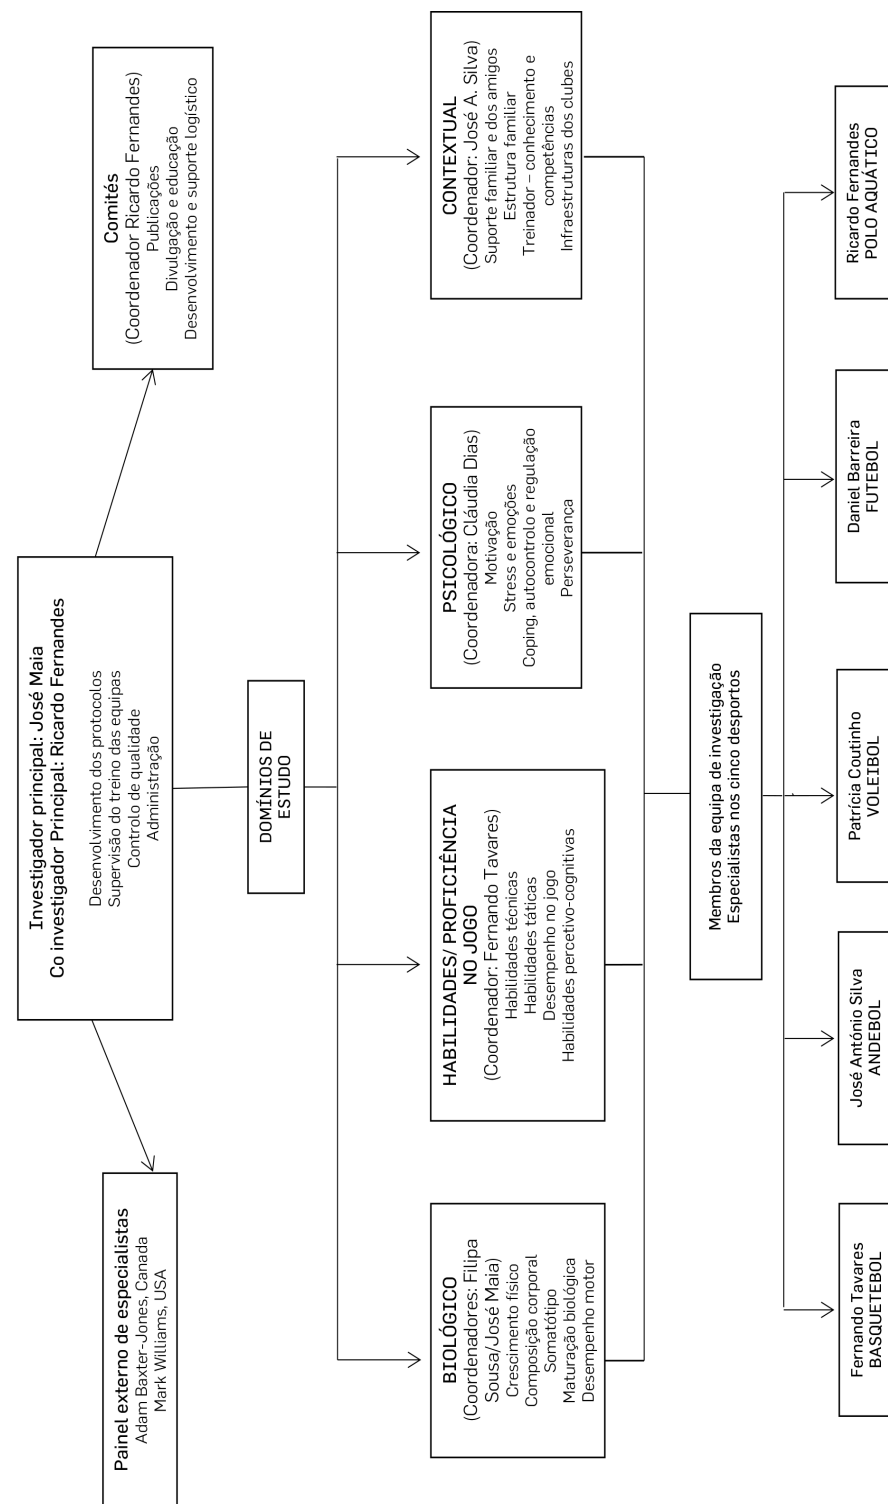 Investigador principal: José Maia
Co investigador Principal: Ricardo Fernandes
Desenvolvimento dos protocolos
Supervisão do treino das equipas
Controlo de qualidade
Administração
Painel externo de especialistas
Adam Baxter-Jones, Canada
Mark Williams, USA
Comités
(Coordenador Ricardo Fernandes)
Publicações
Divulgação e educação
Desenvolvimento e suporte logístico
DOMÍNIOS DE
ESTUDO
BIOLÓGICO
(Coordenadores: Filipa
Sousa/José Maia)
Crescimento físico
Composição corporal
Somatótipo
Maturação biológica
Desempenho motor
HABILIDADES/ PROFICIÊNCIA
NO JOGO
(Coordenador: Fernando Tavares)
Habilidades técnicas
Habilidades táticas
Desempenho no jogo
Habilidades percetivo-cognitivas
PSICOLÓGICO
(Coordenadora: Cláudia Dias)
Motivação
Stress e emoções
Coping, autocontrolo e regulação
emocional
Perseverança
CONTEXTUAL
(Coordenador: José A. Silva)
Suporte familiar e dos amigos
Estrutura familiar
Treinador – conhecimento e
competências
Infraestruturas dos clubes
Membros da equipa de investigação
Especialistas nos cinco desportos
Fernando Tavares
BASQUETEBOL
José António Silva
ANDEBOL
Patrícia Coutinho
VOLEIBOL
Daniel Barreira
FUTEBOL
Ricardo Fernandes
POLO AQUÁTICO